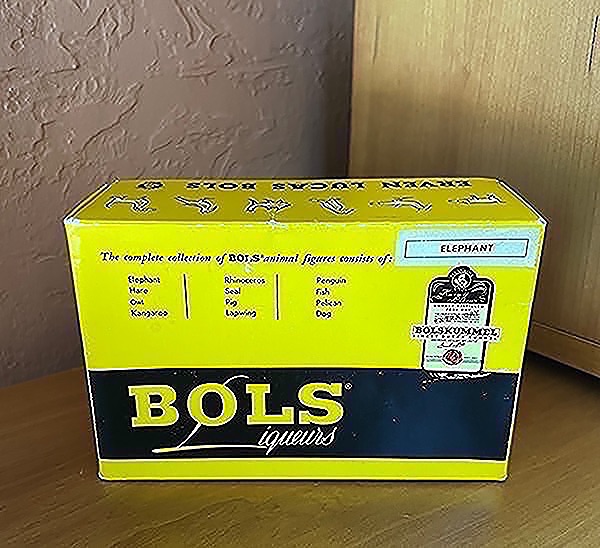 ERVEN LUCAS BOLS
The complete collection of BOLS® animal figures consists of:
ELEPHANT
Elephant
Hare
Owl
Kangaroo
Rhinoceros
Seal
Pig
Lapwing
Penguin
Fish
Pelican
Dog
BOLSKUMMEL
BOLS®
Liqueurs